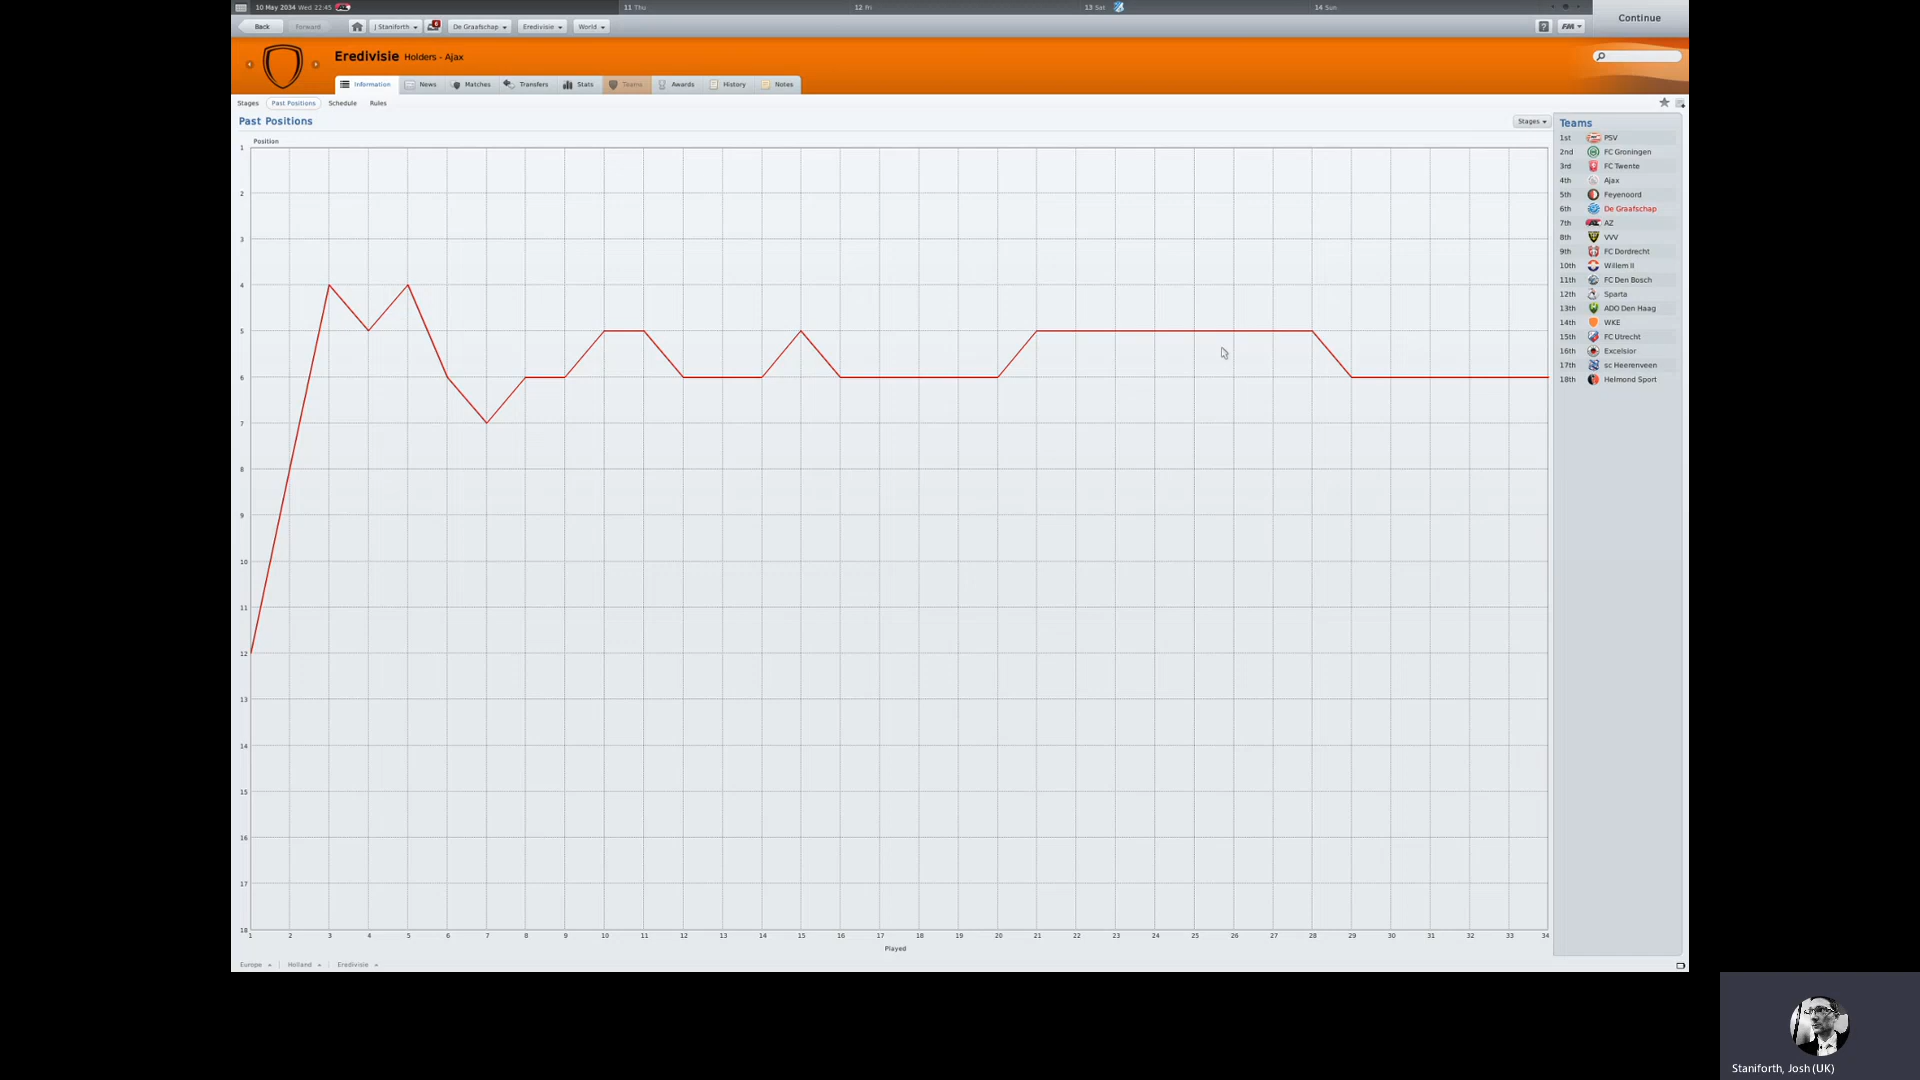 10 May 2034 Wed 22:45
11 Thu
12 Fri
13 Sat
14 Sun
Continue
Back
Forward
J Staniforth
6
De Graafschap
Eredivisie
World
?
FM
Eredivisie Holders - Ajax
Information
News
Matches
Transfers
Stats
Teams
Awards
History
Notes
Stages
Past Positions
Schedule
Rules
Past Positions
Stages
Position
1
2
3
4
5
6
7
8
9
10
11
12
13
14
15
16
17
18
1 2 3 4 5 6 7 8 9 10 11 12 13 14 15 16 17 18 19 20 21 22 23 24 25 26 27 28 29 30 31 32 33 34
Played
Teams
1st PSV
2nd FC Groningen
3rd FC Twente
4th Ajax
5th Feyenoord
6th De Graafschap
7th AZ
8th VVV
9th FC Dordrecht
10th Willem II
11th FC Den Bosch
12th Sparta
13th ADO Den Haag
14th WKE
15th FC Utrecht
16th Excelsior
17th sc Heerenveen
18th Helmond Sport
Europe
Holland
Eredivisie
Staniforth, Josh (UK)